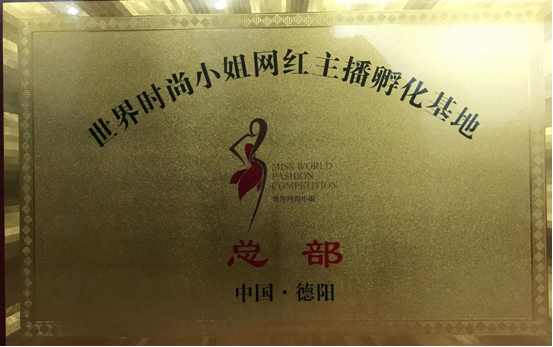 世界时尚小姐网红主播孵化基地
MISS WORLD
FASHION
COMPETITION
世界时尚小姐
总部
中国·德阳